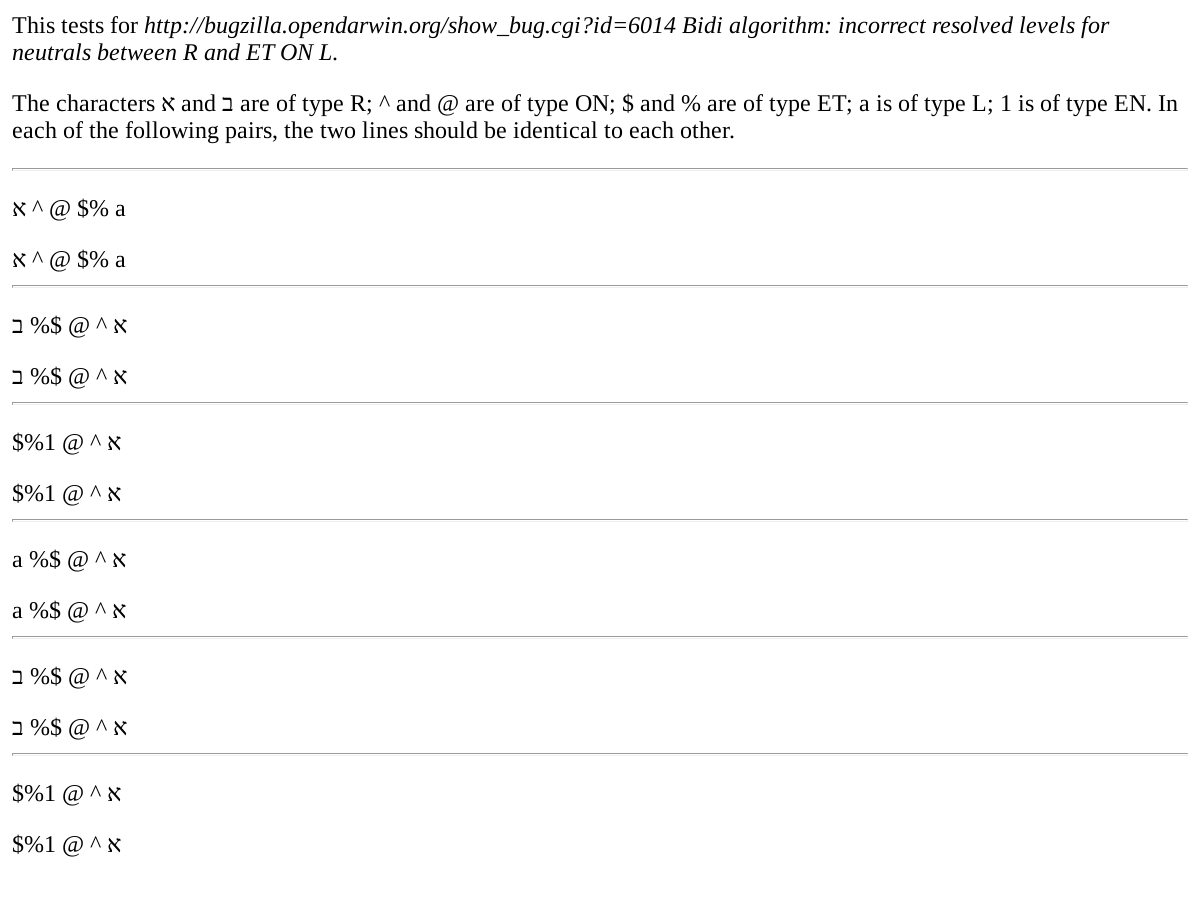 This tests for http://bugzilla.opendarwin.org/show_bug.cgi?id=6014 Bidi algorithm: incorrect resolved levels for
neutrals between R and ET ON L.
The characters א and ב are of type R; ^ and @ are of type ON; $ and % are of type ET; a is of type L; 1 is of type EN. In
each of the following pairs, the two lines should be identical to each other.
א ^ @ $% a
א ^ @ $% a
א ^ @ $% ב
א ^ @ $% ב
א ^ @ $%1
א ^ @ $%1
א ^ @ $% a
א ^ @ $% a
א ^ @ $% ב
א ^ @ $% ב
א ^ @ $%1
א ^ @ $%1